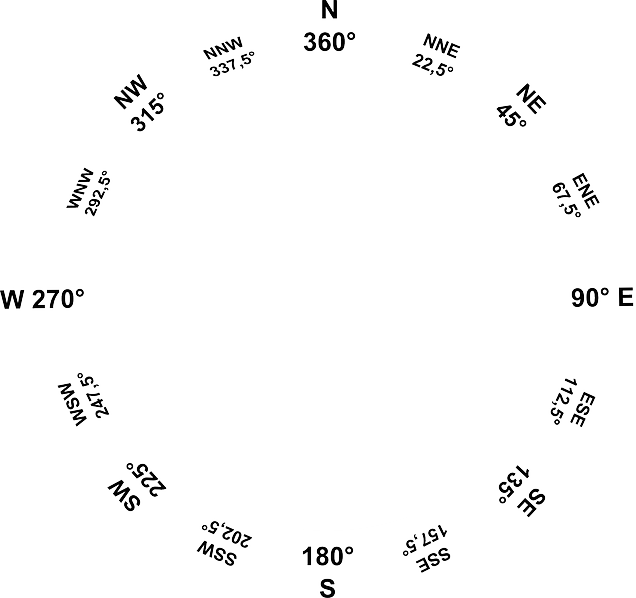 N
360°
NNE
22,5°
NE
45°
ENE
67,5°
90° E
ESE
112,5°
SE
135°
SSE
157,5°
180°
S
SSW
202,5°
SW
225°
WSW
247,5°
W 270°
WNW
292,5°
NW
315°
NNW
337,5°